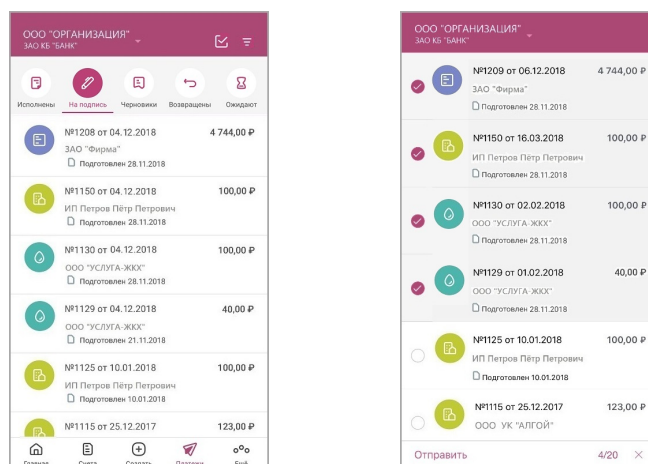 ООО "ОРГАНИЗАЦИЯ"
ЗАО КБ "БАНК"
Исполнены На подпись Черновики Возвращены Ожидают
№1208 от 04.12.2018 4 744,00 ₽
ЗАО "Фирма"
Подготовлен 28.11.2018
№1150 от 04.12.2018 100,00 ₽
ИП Петров Пётр Петрович
Подготовлен 28.11.2018
№1130 от 04.12.2018 100,00 ₽
ООО "УСЛУГА-ЖКХ"
Подготовлен 28.11.2018
№1129 от 04.12.2018 40,00 ₽
ООО "УСЛУГА-ЖКХ"
Подготовлен 21.11.2018
№1125 от 10.01.2018 100,00 ₽
ИП Петров Пётр Петрович
Подготовлен 10.01.2018
№1115 от 25.12.2017 123,00 ₽
Главная Счета Создать Платежи Ещё
ООО "ОРГАНИЗАЦИЯ"
ЗАО КБ "БАНК"
№1209 от 06.12.2018 4 744,00 ₽
ЗАО "Фирма"
Подготовлен 28.11.2018
№1150 от 16.03.2018 100,00 ₽
ИП Петров Пётр Петрович
Подготовлен 28.11.2018
№1130 от 02.02.2018 100,00 ₽
ООО "УСЛУГА-ЖКХ"
Подготовлен 28.11.2018
№1129 от 01.02.2018 40,00 ₽
ООО "УСЛУГА-ЖКХ"
Подготовлен 28.11.2018
№1125 от 10.01.2018 100,00 ₽
ИП Петров Пётр Петрович
Подготовлен 10.01.2018
№1115 от 25.12.2017 123,00 ₽
ООО УК "АЛГОЙ"
Отправить 4/20